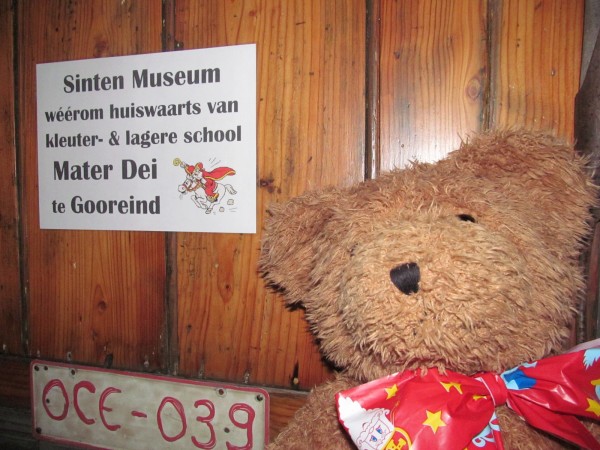 Sinten Museum
wéérom huiswaarts van
kleuter- & lagere school
Mater Dei
te Gooreind
OCE-039